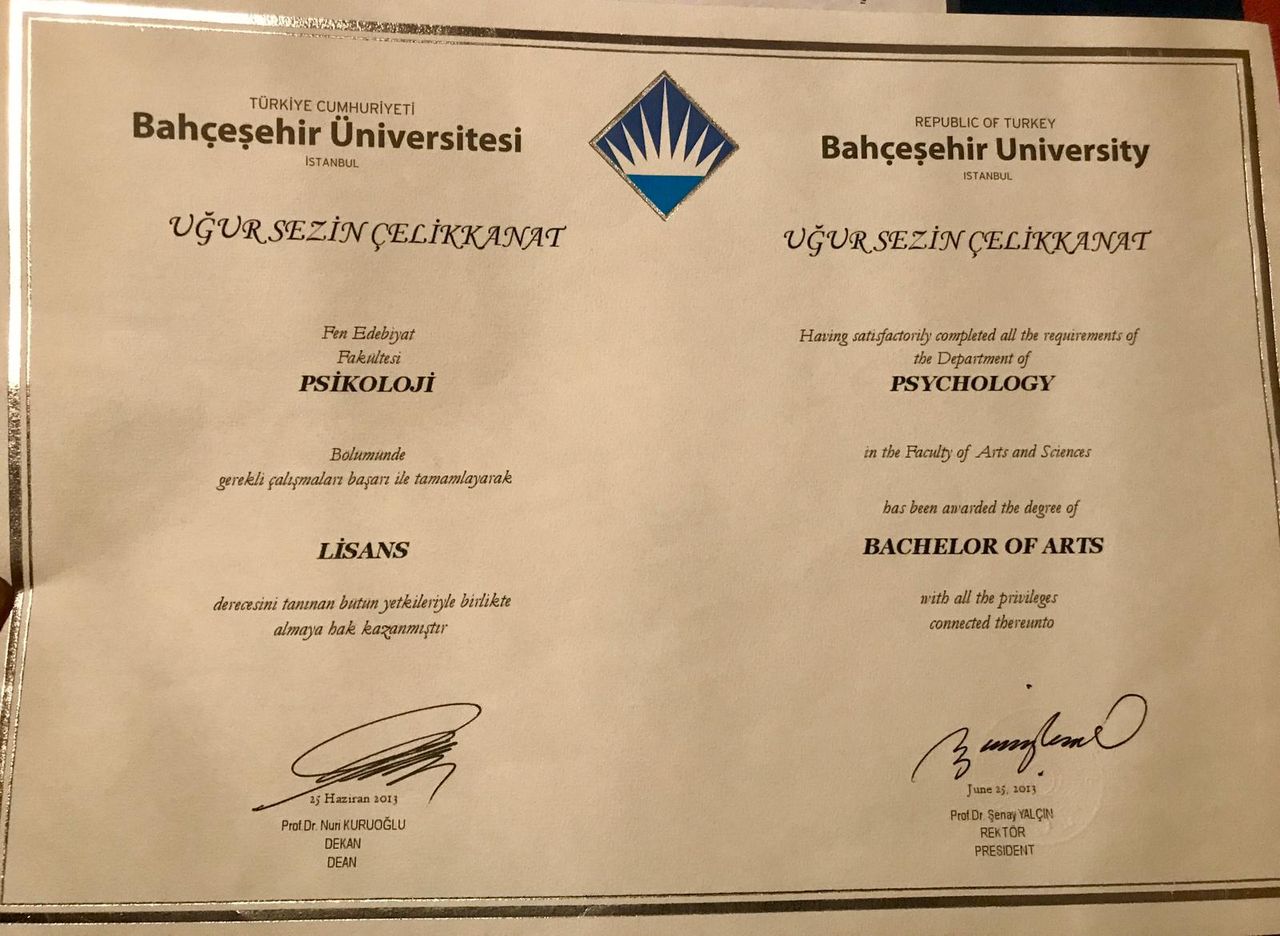 TÜRKİYE CUMHURİYETİ
Bahçeşehir Üniversitesi
İSTANBUL
UĞUR SEZİN ÇELİKKANAT
Fen Edebiyat
Fakültesi
PSİKOLOJİ
Bölümünde
gerekli çalışmaları başarı ile tamamlayarak
LİSANS
derecesini tanınan bütün yetkileriyle birlikte
almaya hak kazanmıştır
25 Haziran 2013
Prof.Dr. Nuri KURUOĞLU
DEKAN
DEAN
REPUBLIC OF TURKEY
Bahçeşehir University
ISTANBUL
UĞUR SEZİN ÇELİKKANAT
Having satisfactorily completed all the requirements of
the Department of
PSYCHOLOGY
in the Faculty of Arts and Sciences
has been awarded the degree of
BACHELOR OF ARTS
with all the privileges
connected thereunto
June 25, 2013
Prof.Dr. Şenay YALÇIN
REKTÖR
PRESIDENT